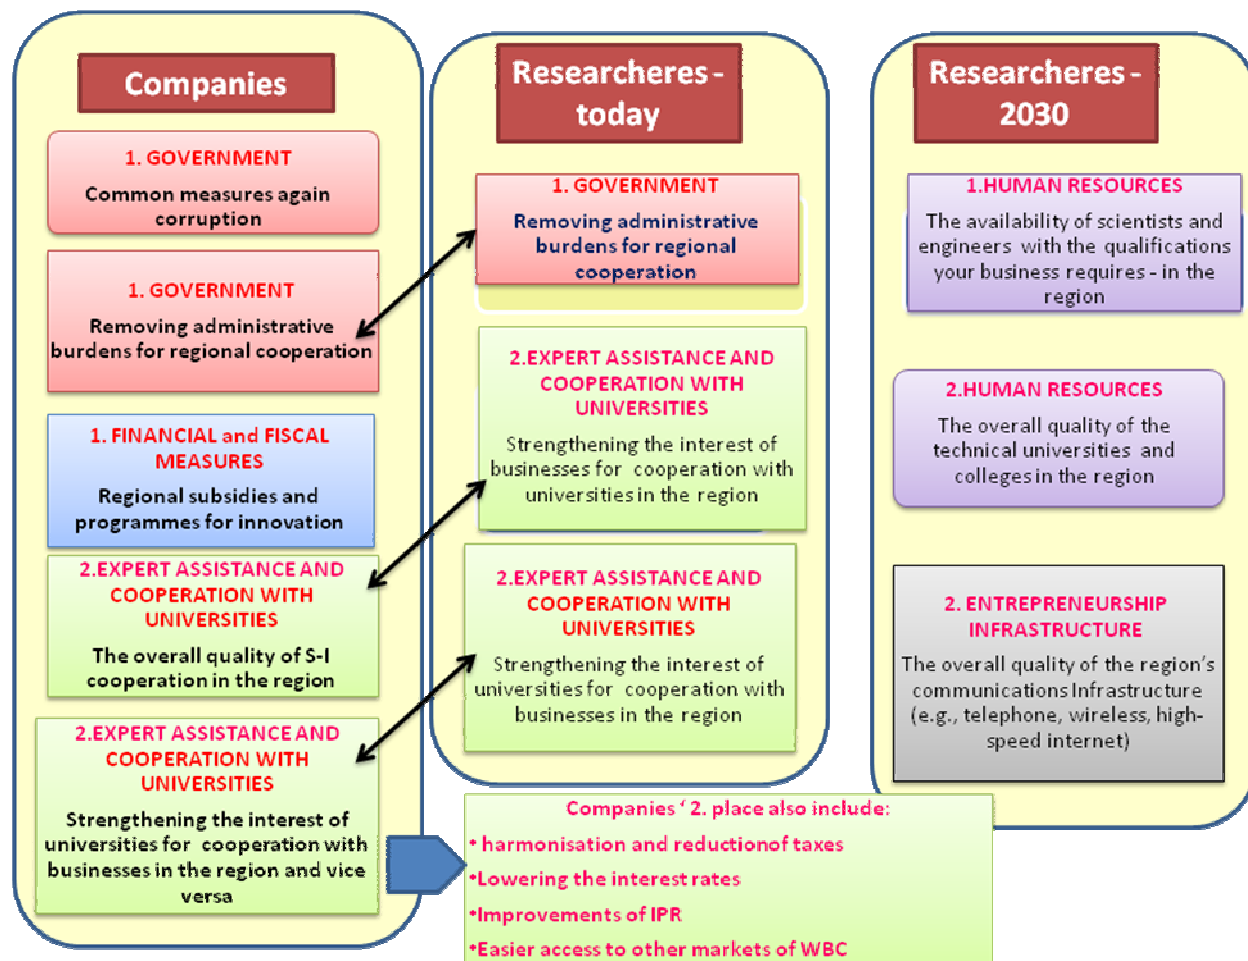 Companies
1. GOVERNMENT
Common measures again
corruption
1. GOVERNMENT
Removing administrative
burdens for regional cooperation
1. FINANCIAL and FISCAL
MEASURES
Regional subsidies and
programmes for innovation
2.EXPERT ASSISTANCE AND
COOPERATION WITH
UNIVERSITIES
The overall quality of S-I
cooperation in the region
2.EXPERT ASSISTANCE AND
COOPERATION WITH
UNIVERSITIES
Strengthening the interest of
universities for cooperation with
businesses in the region and vice
versa
Researcheres -
today
1. GOVERNMENT
Removing administrative
burdens for regional
cooperation
2.EXPERT ASSISTANCE AND
COOPERATION WITH
UNIVERSITIES
Strengthening the interest of
businesses for cooperation with
universities in the region
2.EXPERT ASSISTANCE AND
COOPERATION WITH
UNIVERSITIES
Strengthening the interest of
universities for cooperation with
businesses in the region
Companies ‘ 2. place also include:
• harmonisation and reductionof taxes
•Lowering the interest rates
•Improvements of IPR
•Easier access to other markets of WBC
Researcheres -
2030
1.HUMAN RESOURCES
The availability of scientists and
engineers with the qualifications
your business requires - in the
region
2.HUMAN RESOURCES
The overall quality of the
technical universities and
colleges in the region
2. ENTREPRENEURSHIP
INFRASTRUCTURE
The overall quality of the region’s
communications Infrastructure
(e.g., telephone, wireless, high-
speed internet)